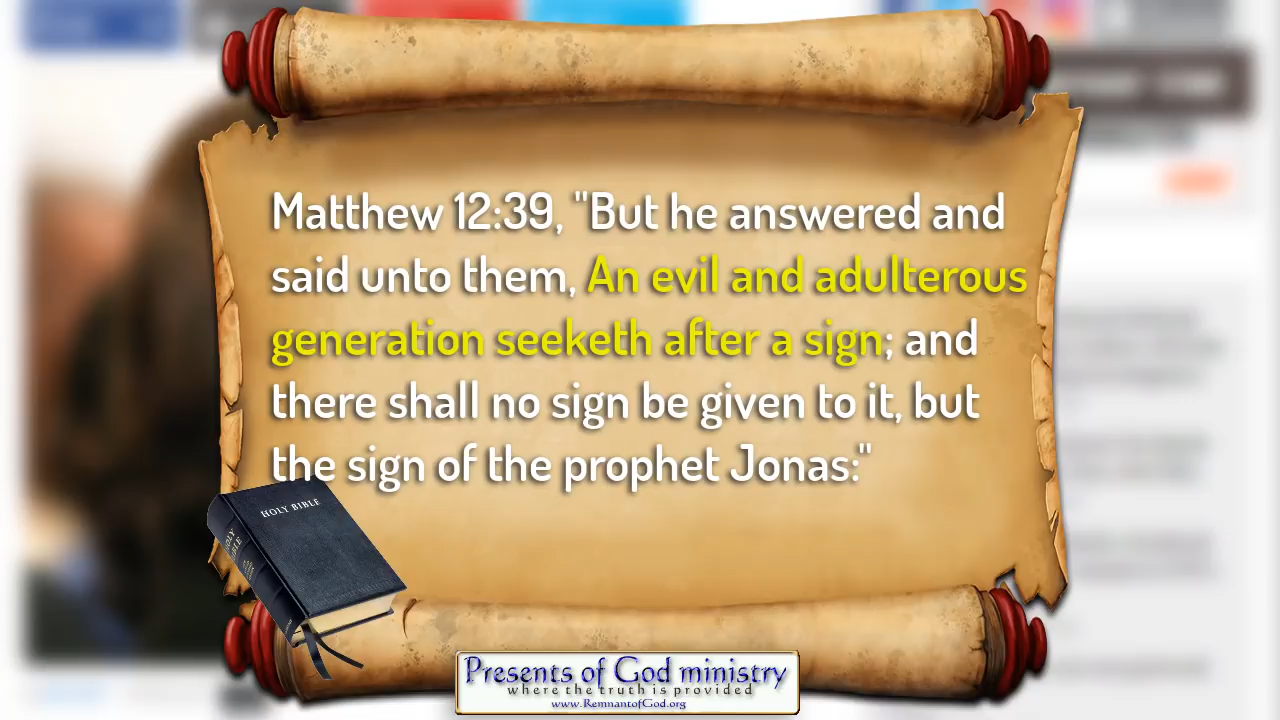 Matthew 12:39, "But he answered and
said unto them, An evil and adulterous
generation seeketh after a sign; and
there shall no sign be given to it, but
the sign of the prophet Jonas:"
HOLY BIBLE
HOLY
BIBLE
Presents of God ministry
where the truth is provided
www.RemnantofGod.org